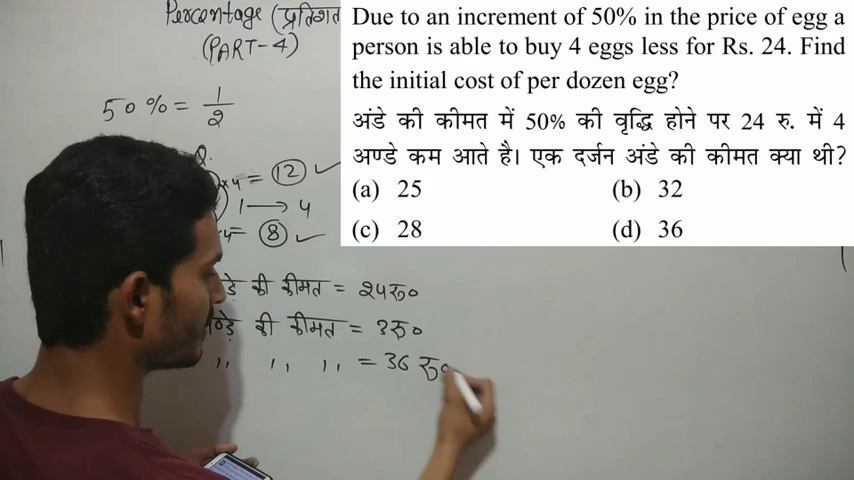 Percentage (प्रतिशत
(PART-4)
50% = 1/2
Q.
×4 = 12 ✓
1 → 4
4 = 8 ✓
डे की कीमत = 24रु०
ण्डे की कीमत = 3रु०
,, ,, ,, = 36 रु०
Due to an increment of 50% in the price of egg a
person is able to buy 4 eggs less for Rs. 24. Find
the initial cost of per dozen egg?
अंडे की कीमत में 50% की वृद्धि होने पर 24 रु. में 4
अण्डे कम आते है। एक दर्जन अंडे की कीमत क्या थी?
(a) 25 (b) 32
(c) 28 (d) 36